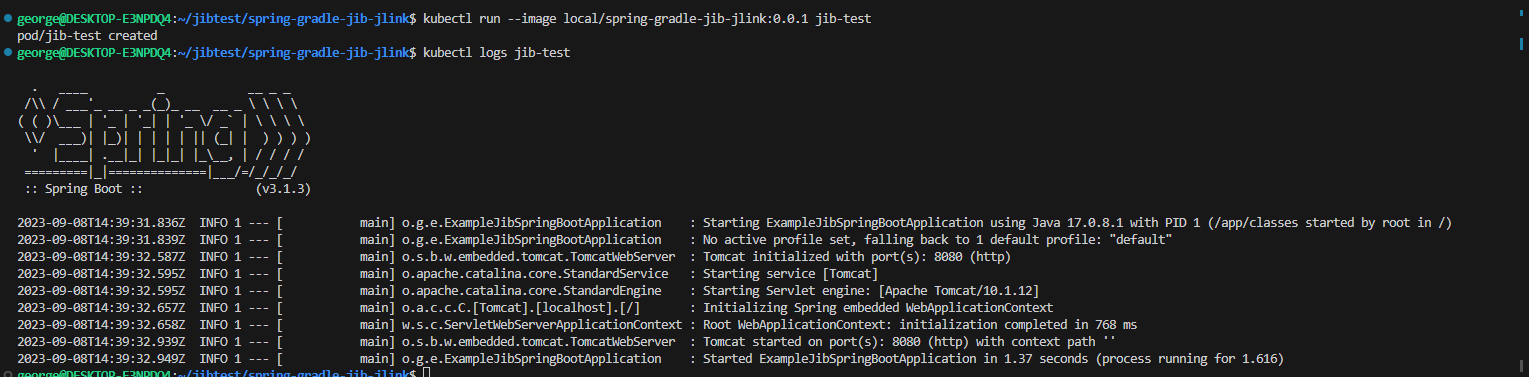 george@DESKTOP-E3NPDQ4:~/jibtest/spring-gradle-jib-jlink$ kubectl run --image local/spring-gradle-jib-jlink:0.0.1 jib-test
pod/jib-test created
george@DESKTOP-E3NPDQ4:~/jibtest/spring-gradle-jib-jlink$ kubectl logs jib-test

  .   ____          _            __ _ _
 /\\ / ___'_ __ _ _(_)_ __  __ _ \ \ \ \
( ( )\___ | '_ | '_| | '_ \/ _` | \ \ \ \
 \\/  ___)| |_)| | | | | || (_| |  ) ) ) )
  '  |____| .__|_| |_|_| |_\__, | / / / /
 =========|_|==============|___/=/_/_/_/
 :: Spring Boot ::                (v3.1.3)

2023-09-08T14:39:31.836Z  INFO 1 --- [           main] o.g.e.ExampleJibSpringBootApplication    : Starting ExampleJibSpringBootApplication using Java 17.0.8.1 with PID 1 (/app/classes started by root in /)
2023-09-08T14:39:31.839Z  INFO 1 --- [           main] o.g.e.ExampleJibSpringBootApplication    : No active profile set, falling back to 1 default profile: "default"
2023-09-08T14:39:32.587Z  INFO 1 --- [           main] o.s.b.w.embedded.tomcat.TomcatWebServer  : Tomcat initialized with port(s): 8080 (http)
2023-09-08T14:39:32.595Z  INFO 1 --- [           main] o.apache.catalina.core.StandardService   : Starting service [Tomcat]
2023-09-08T14:39:32.595Z  INFO 1 --- [           main] o.apache.catalina.core.StandardEngine    : Starting Servlet engine: [Apache Tomcat/10.1.12]
2023-09-08T14:39:32.657Z  INFO 1 --- [           main] o.a.c.c.C.[Tomcat].[localhost].[/]       : Initializing Spring embedded WebApplicationContext
2023-09-08T14:39:32.658Z  INFO 1 --- [           main] w.s.c.ServletWebServerApplicationContext : Root WebApplicationContext: initialization completed in 768 ms
2023-09-08T14:39:32.939Z  INFO 1 --- [           main] o.s.b.w.embedded.tomcat.TomcatWebServer  : Tomcat started on port(s): 8080 (http) with context path ''
2023-09-08T14:39:32.949Z  INFO 1 --- [           main] o.g.e.ExampleJibSpringBootApplication    : Started ExampleJibSpringBootApplication in 1.37 seconds (process running for 1.616)
george@DESKTOP-E3NPDQ4:~/jibtest/spring-gradle-jib-jlink$